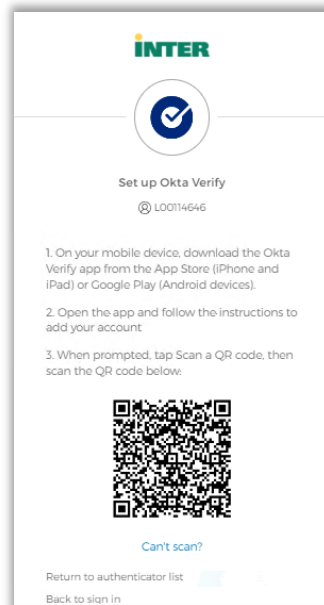 INTER
Set up Okta Verify
L00114646
1. On your mobile device, download the Okta
Verify app from the App Store (iPhone and
iPad) or Google Play (Android devices).
2. Open the app and follow the instructions to
add your account
3. When prompted, tap Scan a QR code, then
scan the QR code below:
Can't scan?
Return to authenticator list
Back to sign in